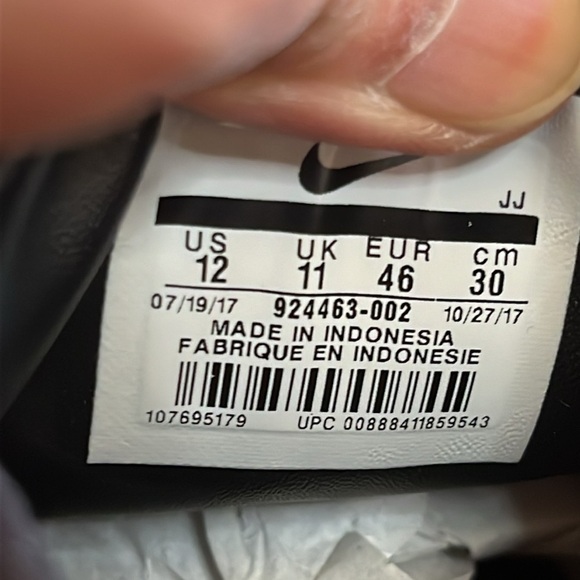 JJ
US UK EUR cm
12 11 46 30
07/19/17 924463-002 10/27/17
MADE IN INDONESIA
FABRIQUE EN INDONESIE
107695179 UPC 00888411859543